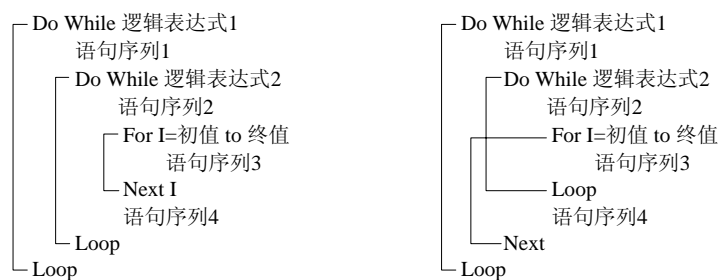 Do While 逻辑表达式1
语句序列1
Do While 逻辑表达式2
语句序列2
For I=初值 to 终值
语句序列3
Next I
语句序列4
Loop
Loop
Do While 逻辑表达式1
语句序列1
Do While 逻辑表达式2
语句序列2
For I=初值 to 终值
语句序列3
Loop
语句序列4
Next
Loop